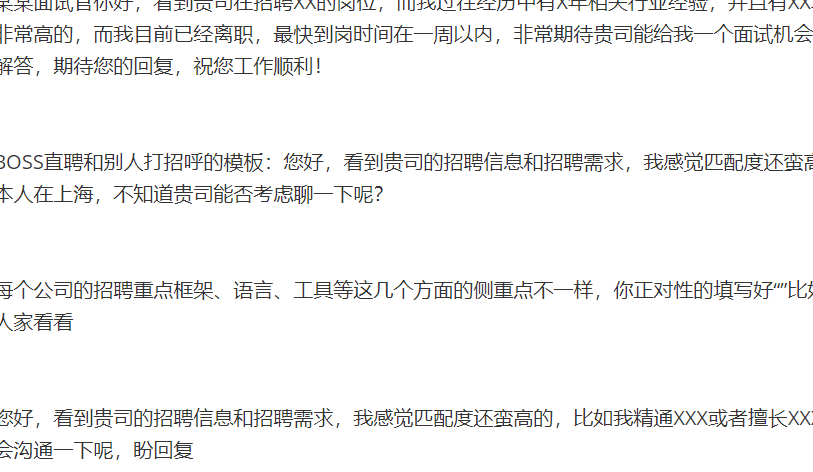 某某面试官你好，看到贵司在招聘XX的岗位，而我过往经历中有X年相关行业经验，并且有XX
非常高的，而我目前已经离职，最快到岗时间在一周以内，非常期待贵司能给我一个面试机会
解答，期待您的回复，祝您工作顺利！
BOSS直聘和别人打招呼的模板：您好，看到贵司的招聘信息和招聘需求，我感觉匹配度还蛮高
本人在上海，不知道贵司能否考虑聊一下呢？
每个公司的招聘重点框架、语言、工具等这几个方面的侧重点不一样，你正对性的填写好“”比如
人家看看
您好，看到贵司的招聘信息和招聘需求，我感觉匹配度还蛮高的，比如我精通XXX或者擅长XX
会沟通一下呢，盼回复